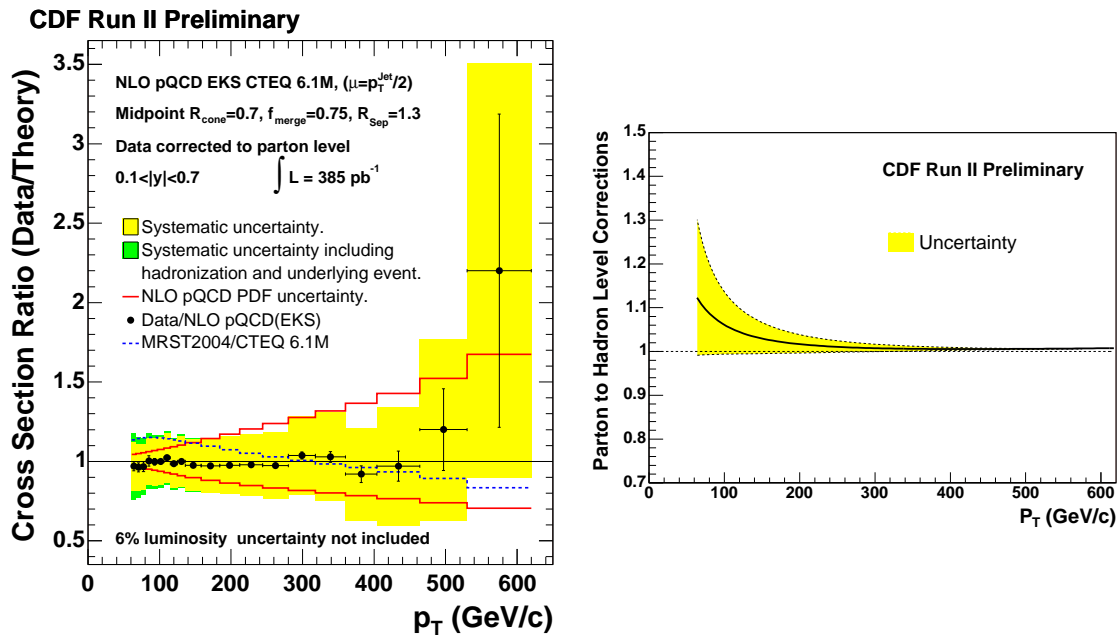 CDF Run II Preliminary
NLO pQCD EKS CTEQ 6.1M, (μ=p_T^Jet/2)
Midpoint R_cone=0.7, f_merge=0.75, R_Sep=1.3
Data corrected to parton level
0.1<|y|<0.7 ∫ L = 385 pb^-1
Systematic uncertainty.
Systematic uncertainty including
hadronization and underlying event.
NLO pQCD PDF uncertainty.
Data/NLO pQCD(EKS)
MRST2004/CTEQ 6.1M
6% luminosity uncertainty not included
Cross Section Ratio (Data/Theory)
3.5
3
2.5
2
1.5
1
0.5
0 100 200 300 400 500 600
p_T (GeV/c)
CDF Run II Preliminary
Uncertainty
Parton to Hadron Level Corrections
1.5
1.4
1.3
1.2
1.1
1
0.9
0.8
0.7
0 100 200 300 400 500 600
P_T (GeV/c)